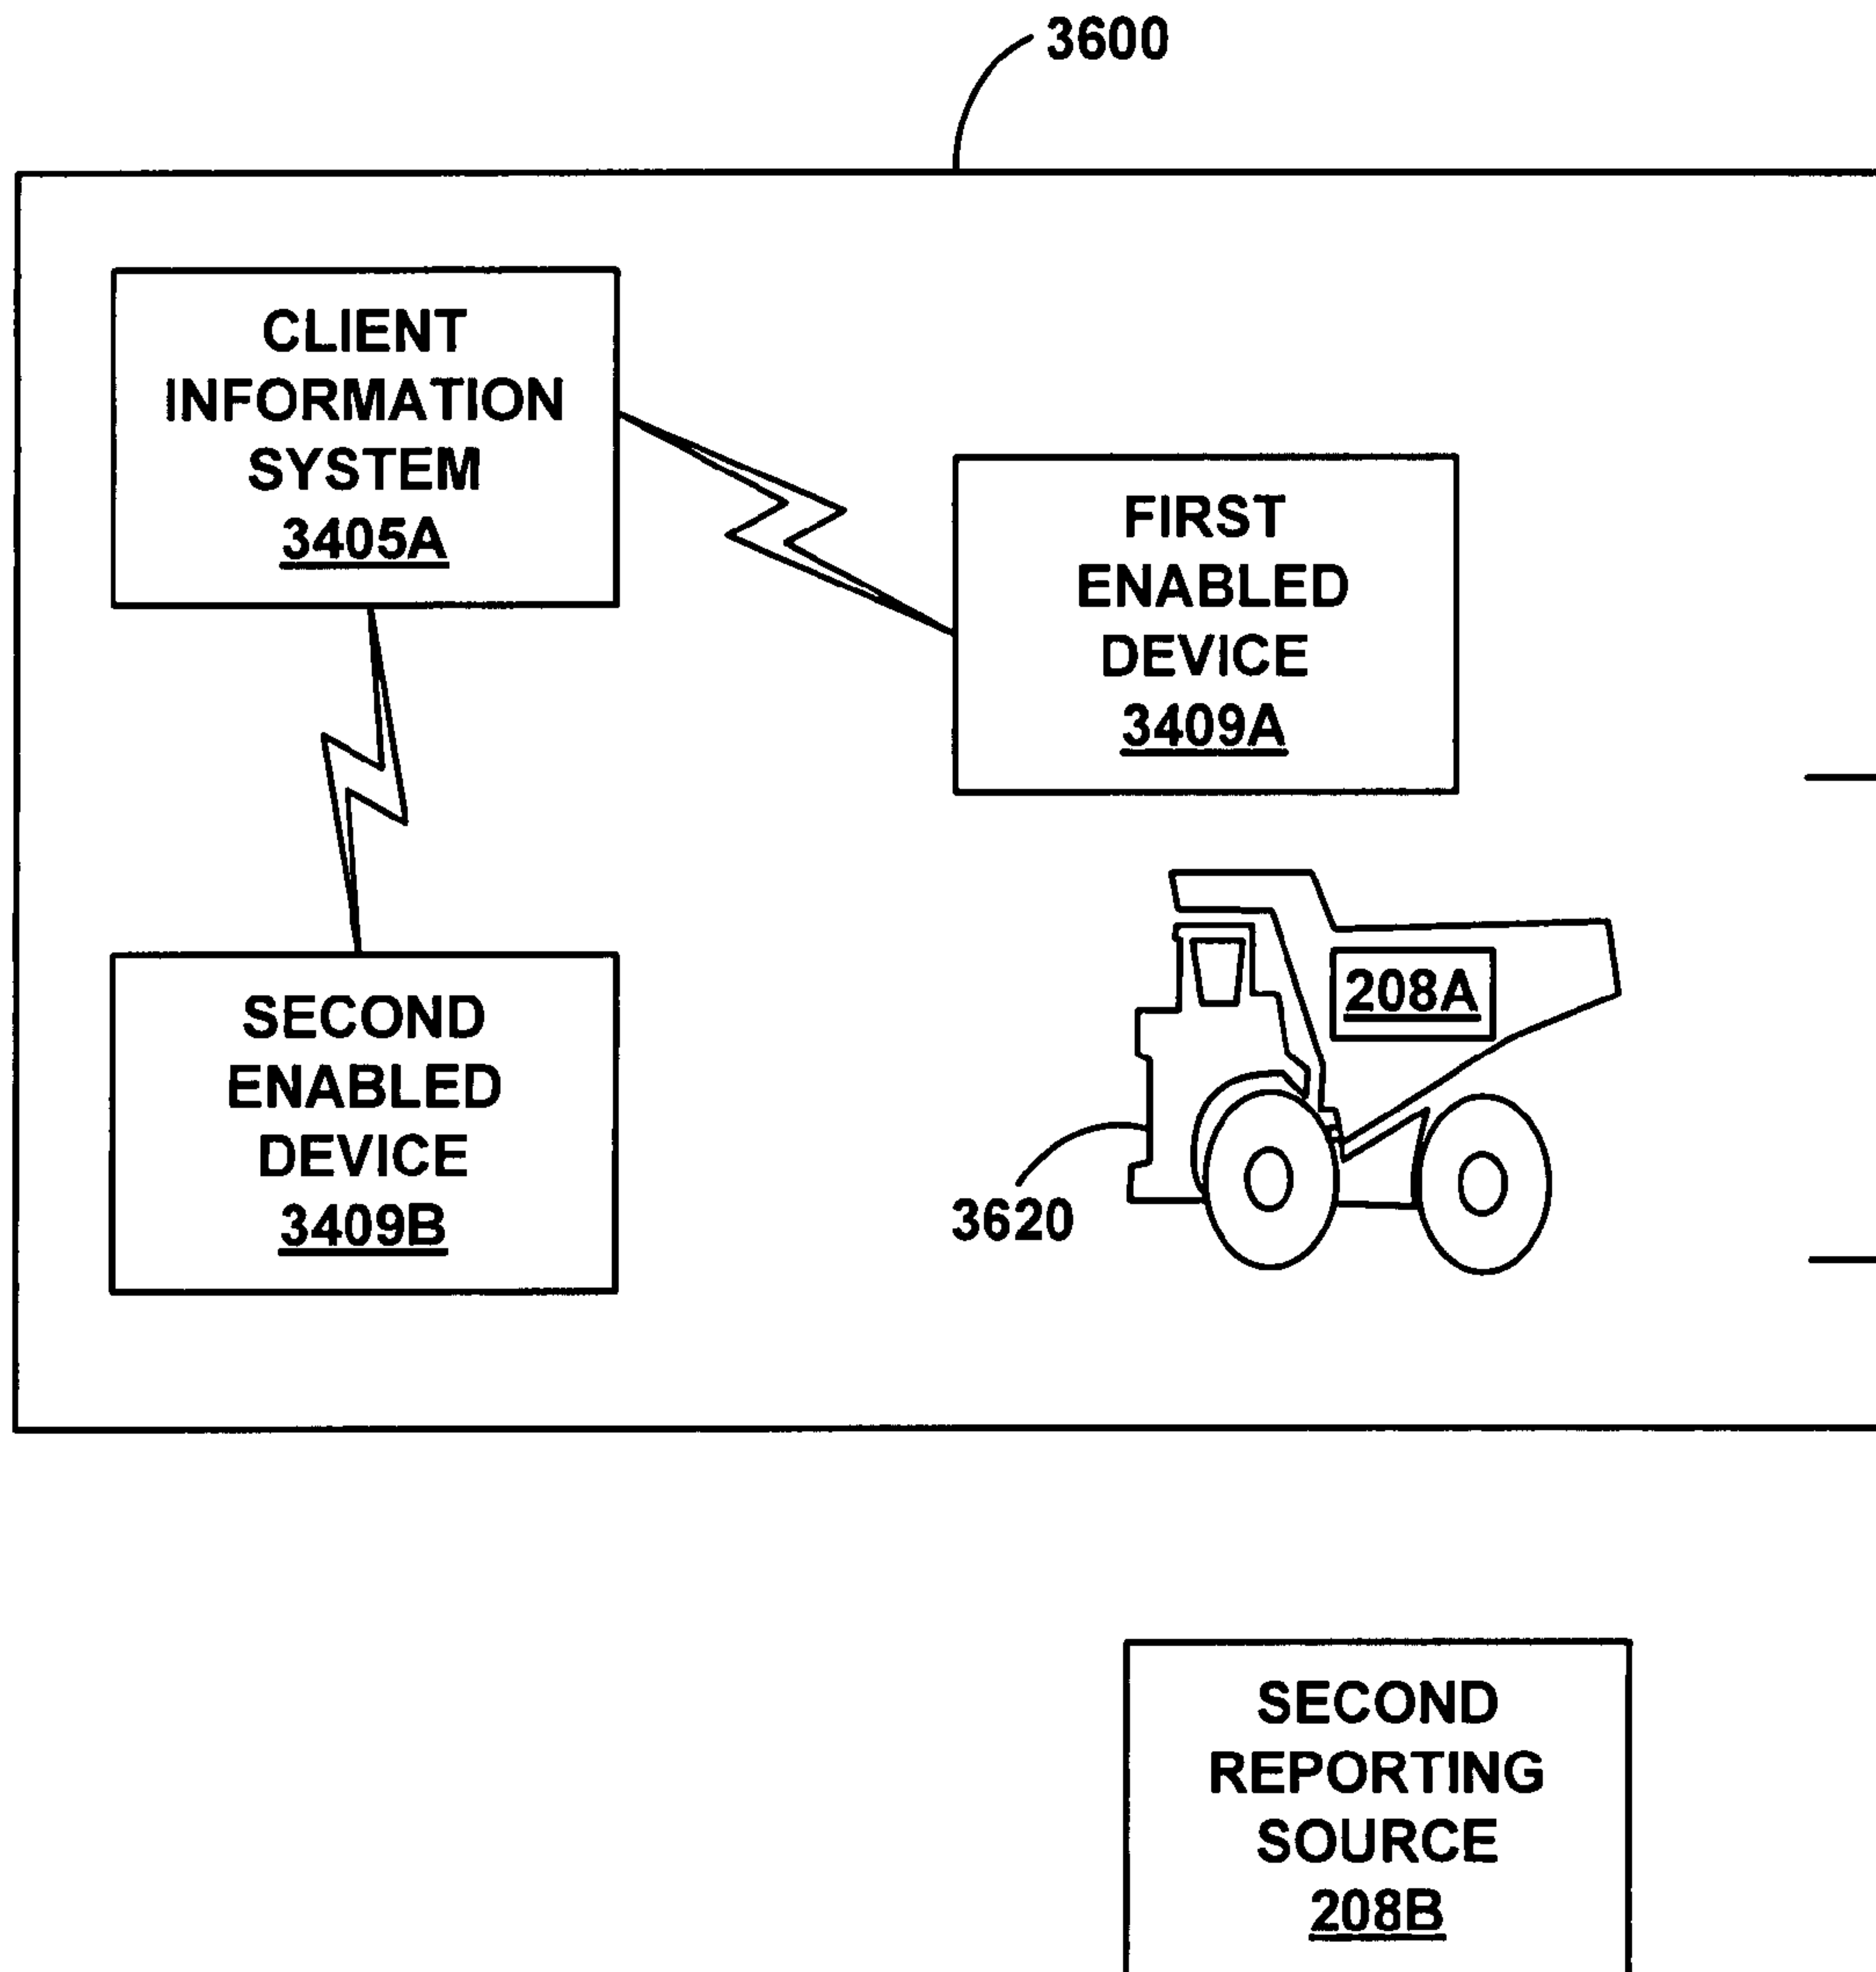 3600
CLIENT
INFORMATION
SYSTEM
3405A
FIRST
ENABLED
DEVICE
3409A
208A
SECOND
ENABLED
DEVICE
3409B
3620
SECOND
REPORTING
SOURCE
208B